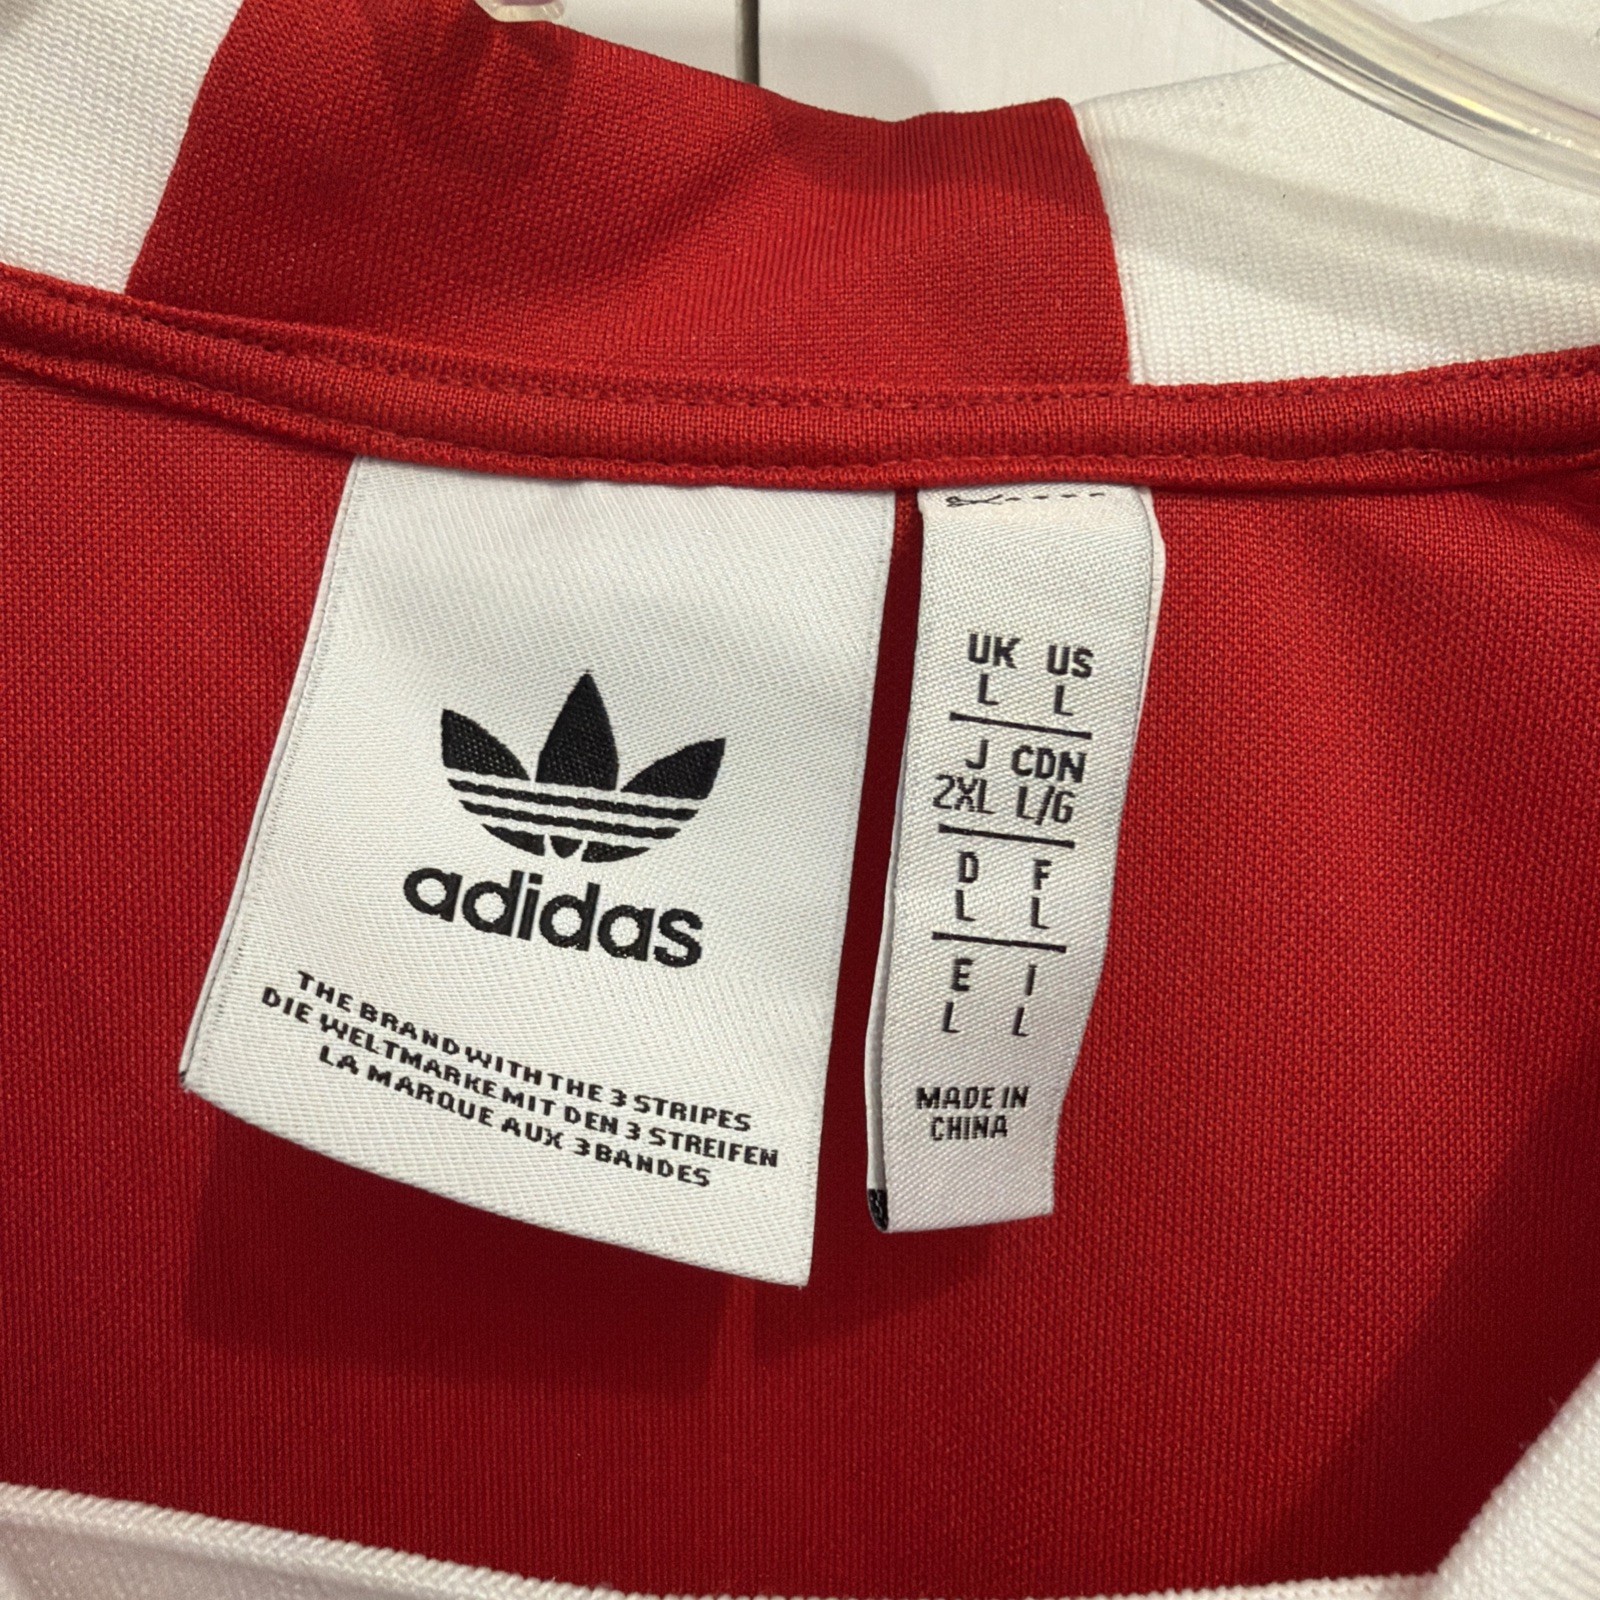 adidas
THE BRAND WITH THE 3 STRIPES
DIE WELTMARKE MIT DEN 3 STREIFEN
LA MARQUE AUX 3 BANDES
UK US
L L
J CDN
2XL L/G
D F
L L
E I
L L
MADE IN
CHINA